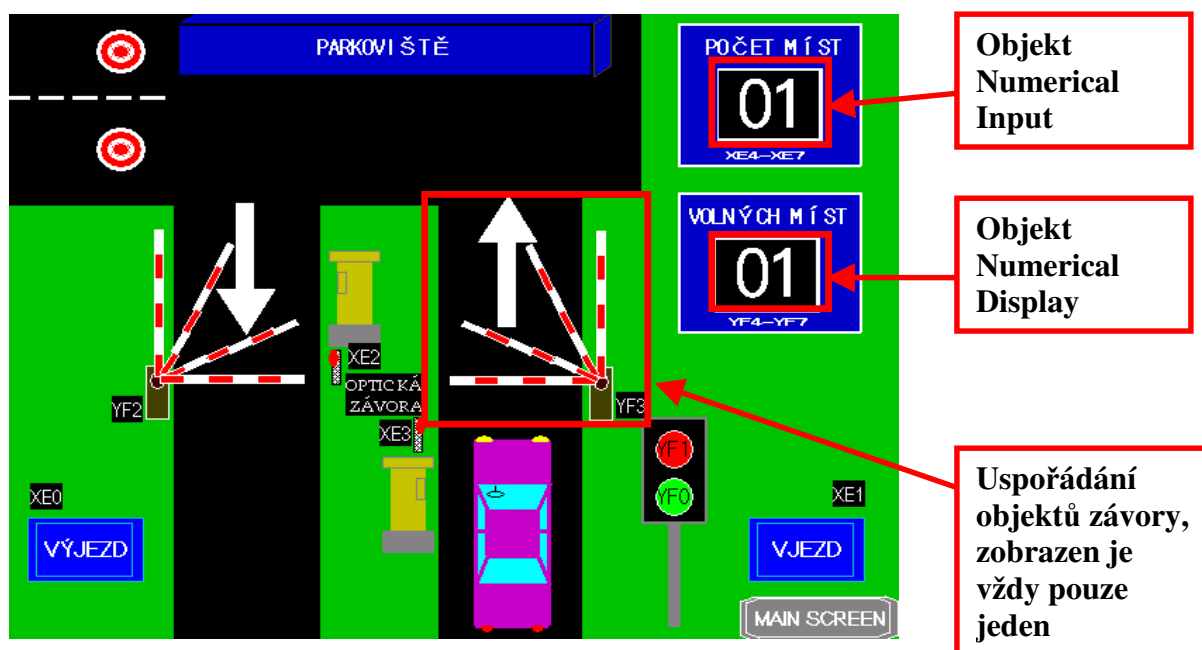 PARKOVIŠTĚ
POČET MÍST
01
XE4-XE7
Objekt
Numerical
Input
VOLNÝCH MÍST
01
YF4-YF7
Objekt
Numerical
Display
XE2
OPTICKÁ
ZÁVORA
YF2
YF3
XE3
YF1
YF0
XE0
XE1
VÝJEZD
VJEZD
MAIN SCREEN
Uspořádání
objektů závory,
zobrazen je
vždy pouze
jeden